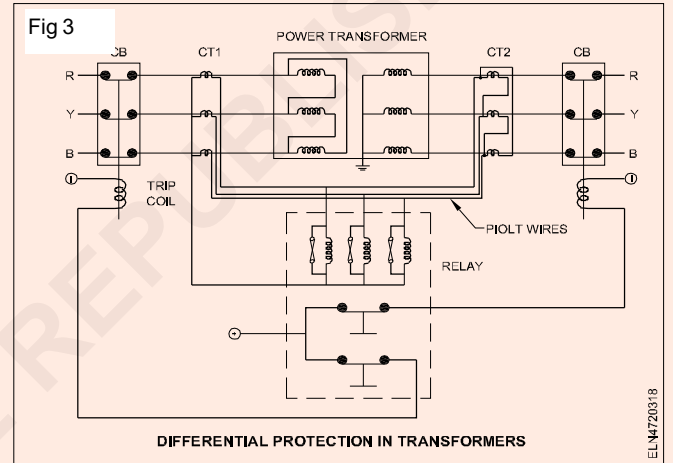 Fig 3
POWER TRANSFORMER
CB CT1 CT2 CB
R R
Y Y
B B
TRIP
COIL
PIOLT WIRES
RELAY
DIFFERENTIAL PROTECTION IN TRANSFORMERS
ELN4720318